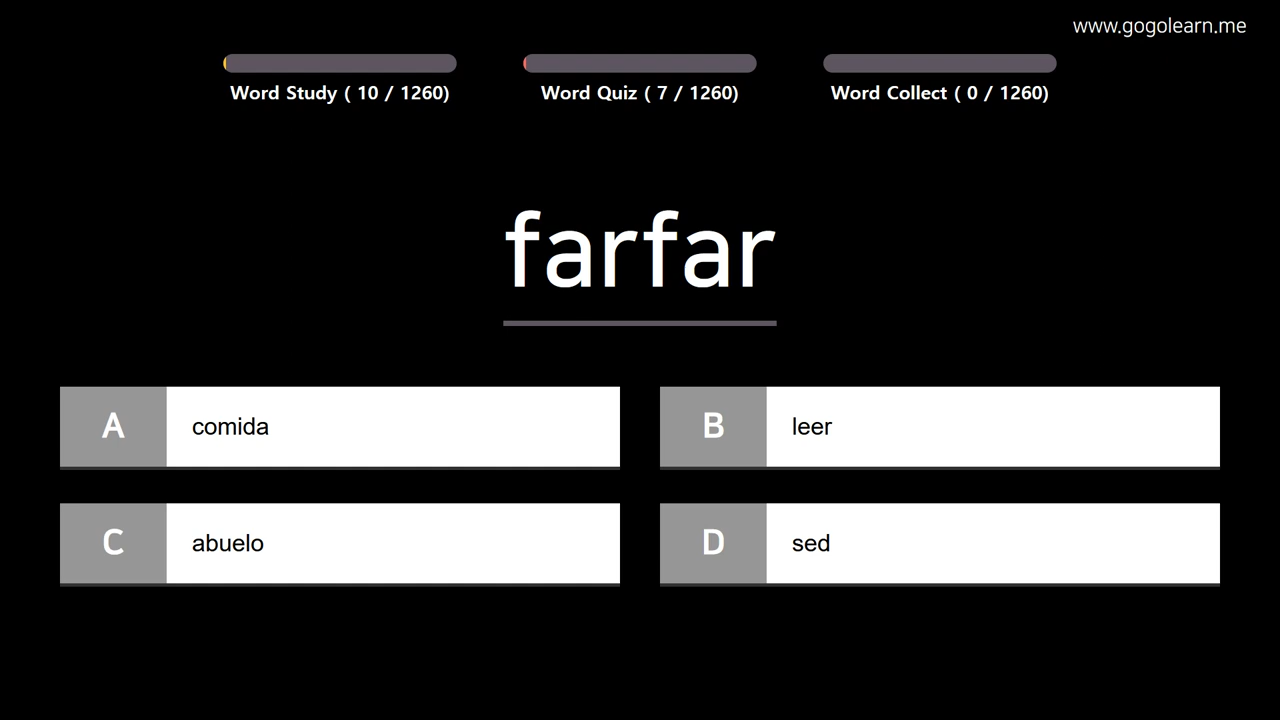 www.gogolearn.me
Word Study ( 10 / 1260)
Word Quiz ( 7 / 1260)
Word Collect ( 0 / 1260)
farfar
A comida
B leer
C abuelo
D sed